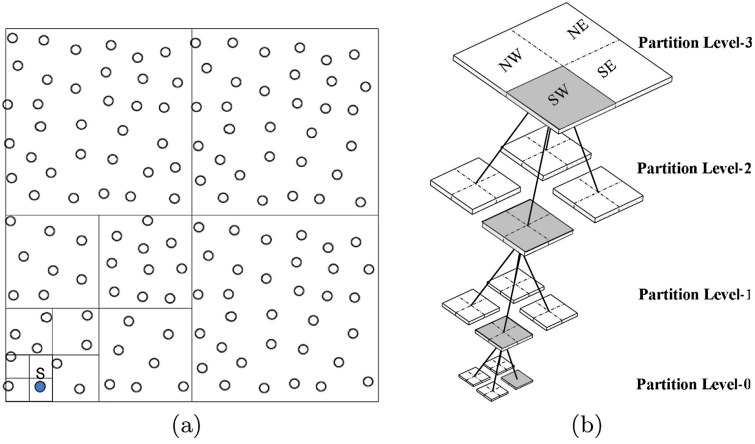 NE
Partition Level-3
NW
SE
SW
Partition Level-2
Partition Level-1
S
Partition Level-0
(a)
(b)